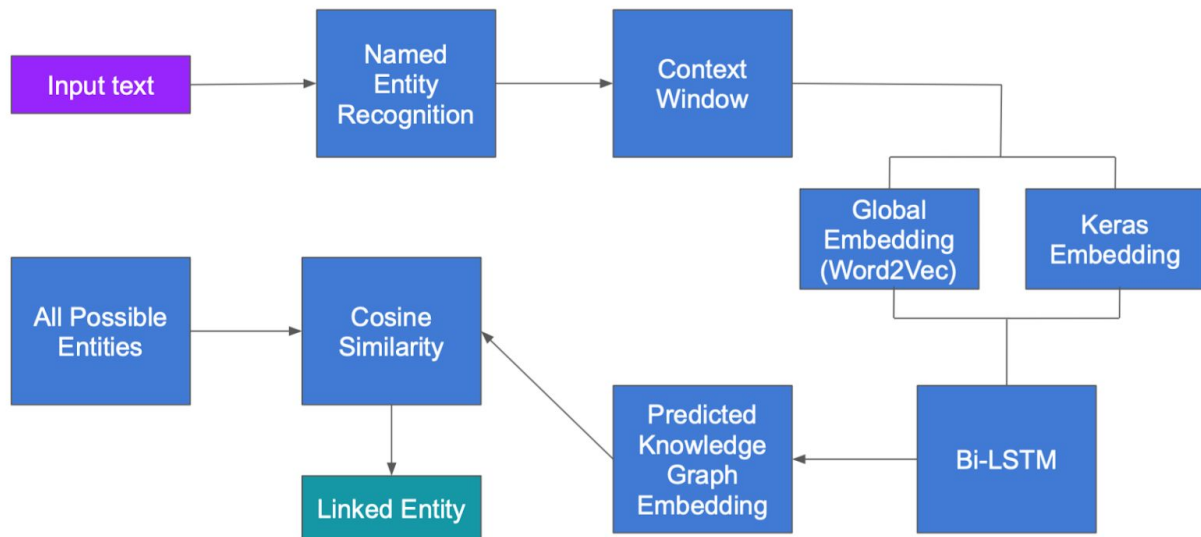 Input text
Named
Entity
Recognition
Context
Window
Global
Embedding
(Word2Vec)
Keras
Embedding
All Possible
Entities
Cosine
Similarity
Predicted
Knowledge
Graph
Embedding
Bi-LSTM
Linked Entity